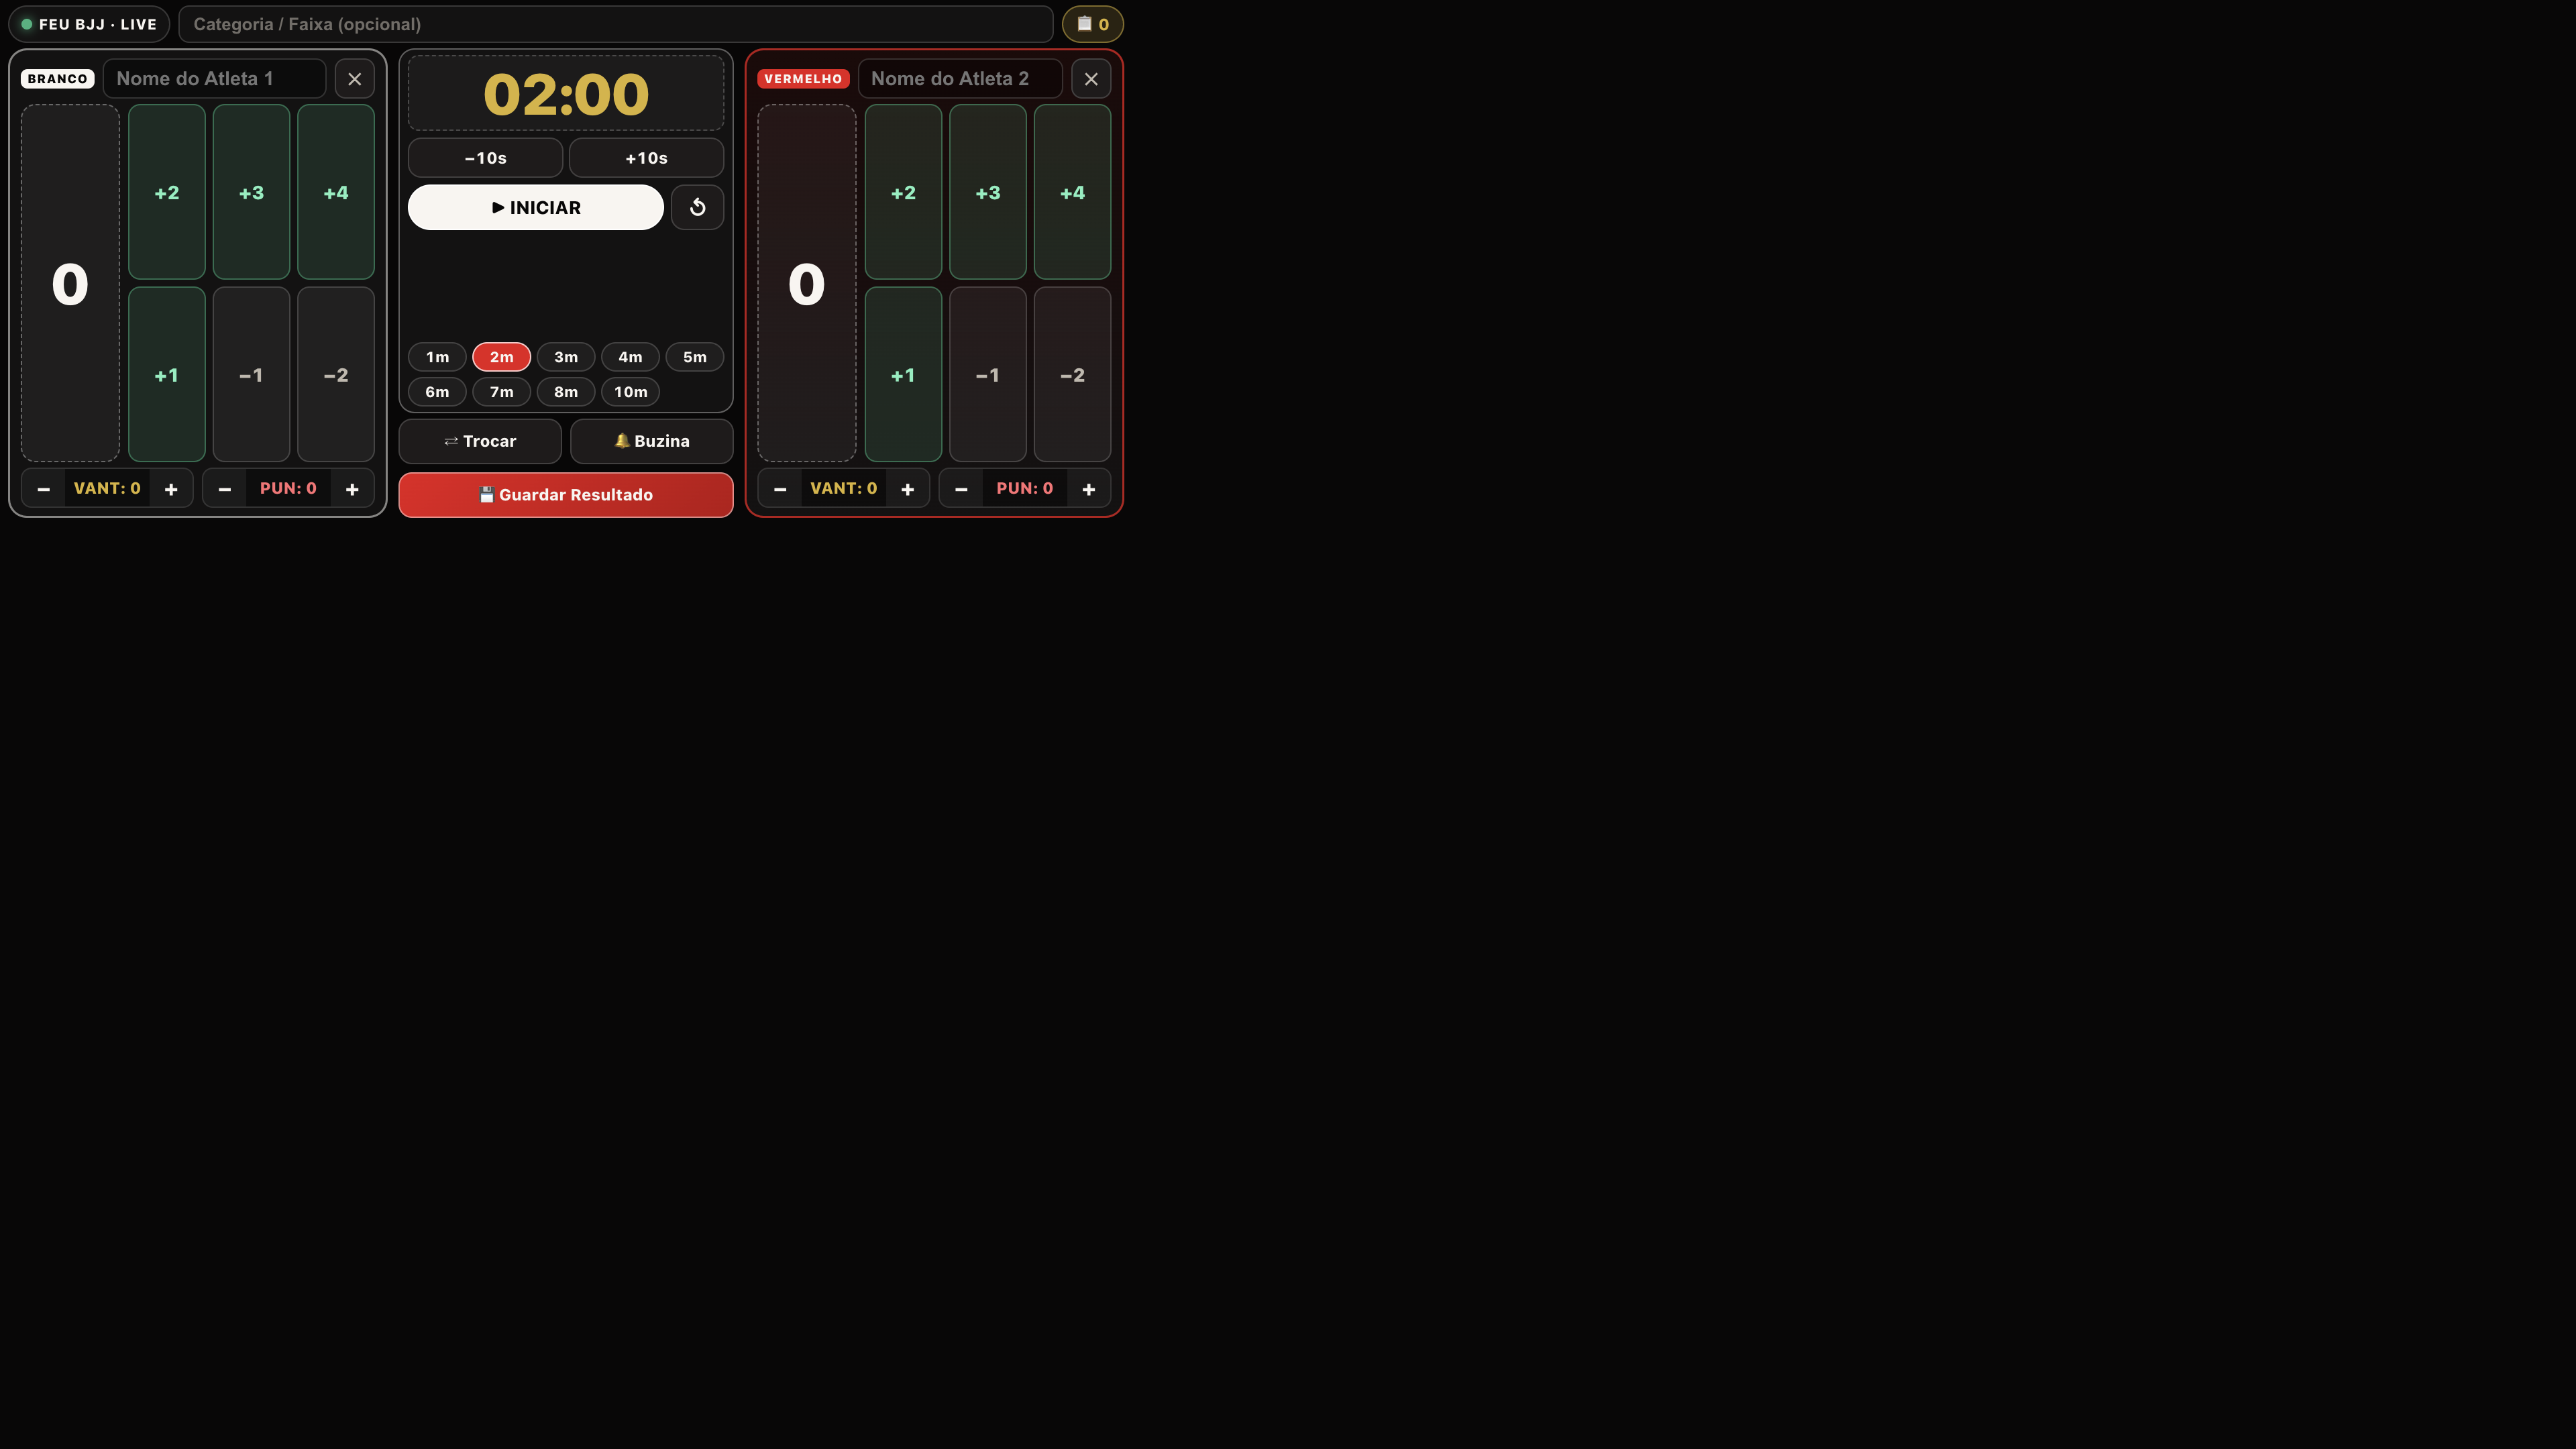 FEU BJJ · LIVE
Categoria / Faixa (opcional)
📋 0
BRANCO
Nome do Atleta 1
×
0
+2
+3
+4
+1
−1
−2
− VANT: 0 +
− PUN: 0 +
02:00
−10s
+10s
▶ INICIAR
↺
1m
2m
3m
4m
5m
6m
7m
8m
10m
⇄ Trocar
🔔 Buzina
💾 Guardar Resultado
VERMELHO
Nome do Atleta 2
×
0
+2
+3
+4
+1
−1
−2
− VANT: 0 +
− PUN: 0 +